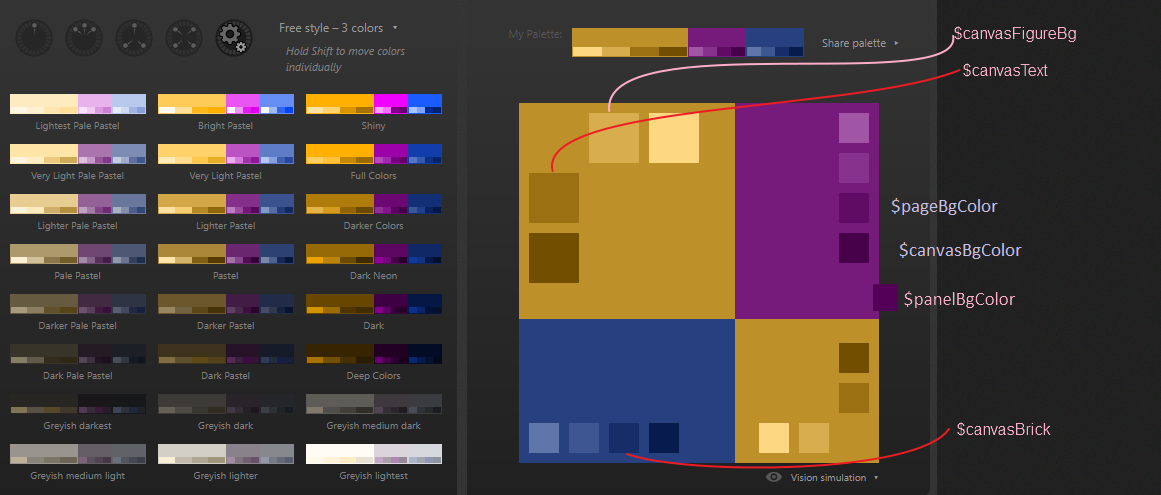 Free style – 3 colors
Hold Shift to move colors
individually
My Palette:
Share palette
Lightest Pale Pastel
Bright Pastel
Shiny
Very Light Pale Pastel
Very Light Pastel
Full Colors
Lighter Pale Pastel
Lighter Pastel
Darker Colors
Pale Pastel
Pastel
Dark Neon
Darker Pale Pastel
Darker Pastel
Dark
Dark Pale Pastel
Dark Pastel
Deep Colors
Greyish darkest
Greyish dark
Greyish medium dark
Greyish medium light
Greyish lighter
Greyish lightest
$canvasFigureBg
$canvasText
$pageBgColor
$canvasBgColor
$panelBgColor
$canvasBrick
Vision simulation